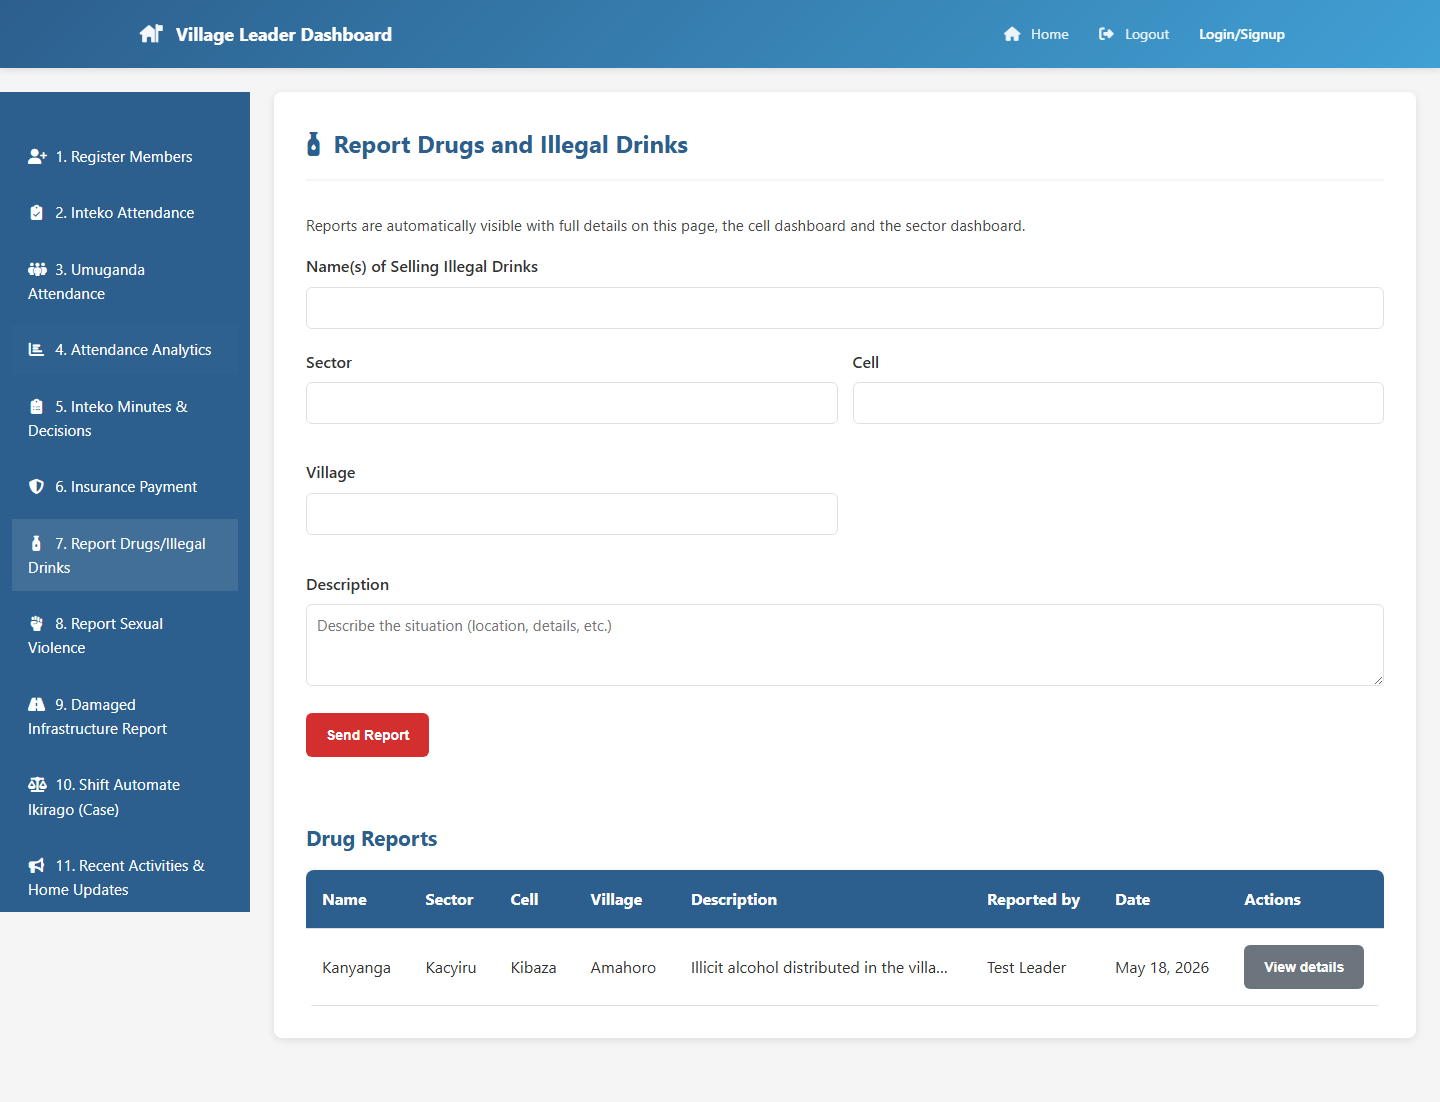 Village Leader Dashboard
Home
Logout
Login/Signup
1. Register Members
2. Inteko Attendance
3. Umuganda
Attendance
4. Attendance Analytics
5. Inteko Minutes &
Decisions
6. Insurance Payment
7. Report Drugs/Illegal
Drinks
8. Report Sexual
Violence
9. Damaged
Infrastructure Report
10. Shift Automate
Ikirago (Case)
11. Recent Activities &
Home Updates
Report Drugs and Illegal Drinks
Reports are automatically visible with full details on this page, the cell dashboard and the sector dashboard.
Name(s) of Selling Illegal Drinks
Sector
Cell
Village
Description
Describe the situation (location, details, etc.)
Send Report
Drug Reports
Name Sector Cell Village Description Reported by Date Actions
Kanyanga Kacyiru Kibaza Amahoro Illicit alcohol distributed in the villa... Test Leader May 18, 2026 View details